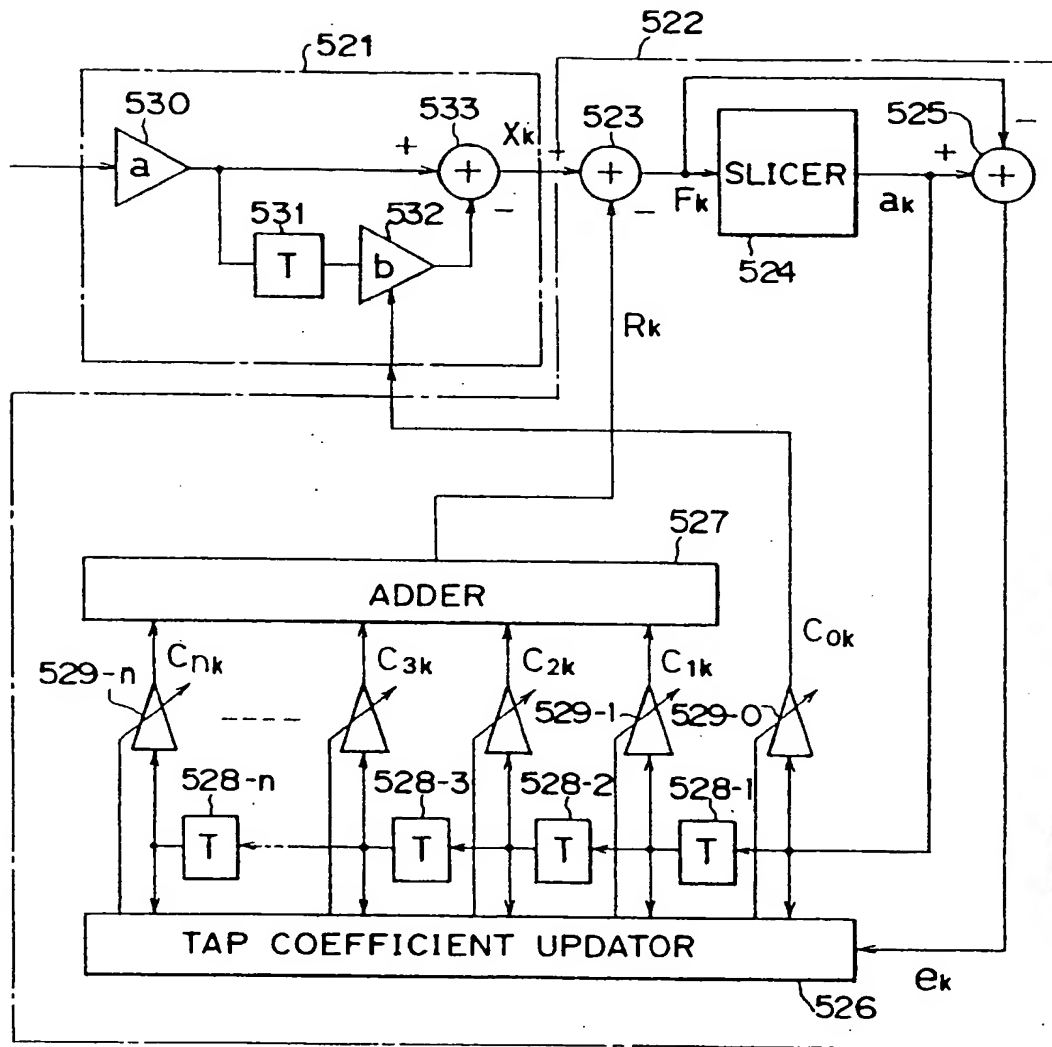 521
522
530
533
523
525
Xk
+
+
+
−
a
+
+
SLICER
+
531
532
−
−
Fk
ak
T
b
524
Rk
527
ADDER
Cnk
C3k
C2k
C1k
C0k
529-n
529-1
529-0
528-n
528-3
528-2
528-1
T
T
T
T
TAP COEFFICIENT UPDATOR
ek
526